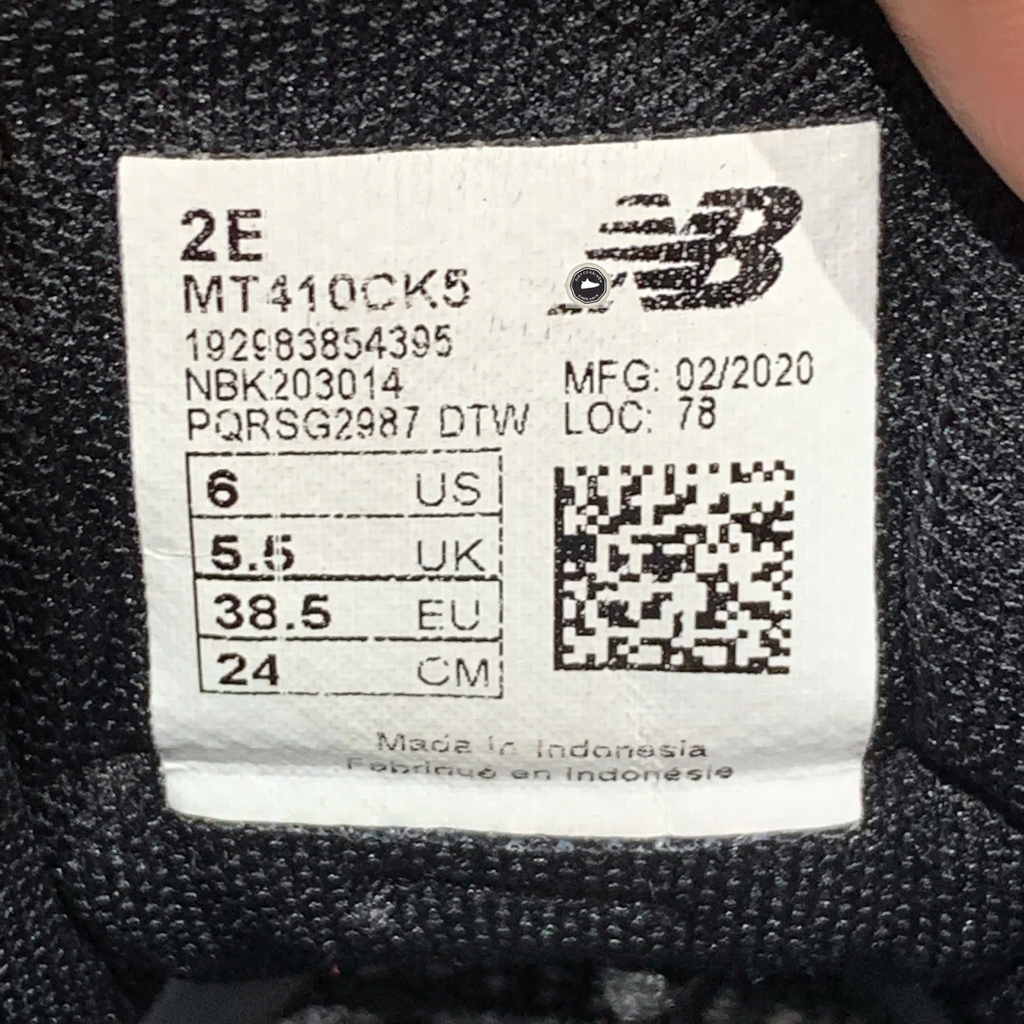 2E
NB
MT410CK5
192983854395
NBK203014
MFG: 02/2020
PQRSG2987 DTW
LOC: 78
6 US
5.5 UK
38.5 EU
24 CM
Made in Indonesia
Fabriqué en Indonésie